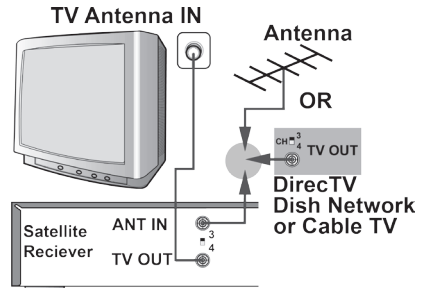 TV Antenna IN
Antenna
OR
CH 3
4
TV OUT
DirecTV
Dish Network
or Cable TV
Satellite
Reciever
ANT IN
3
4
TV OUT